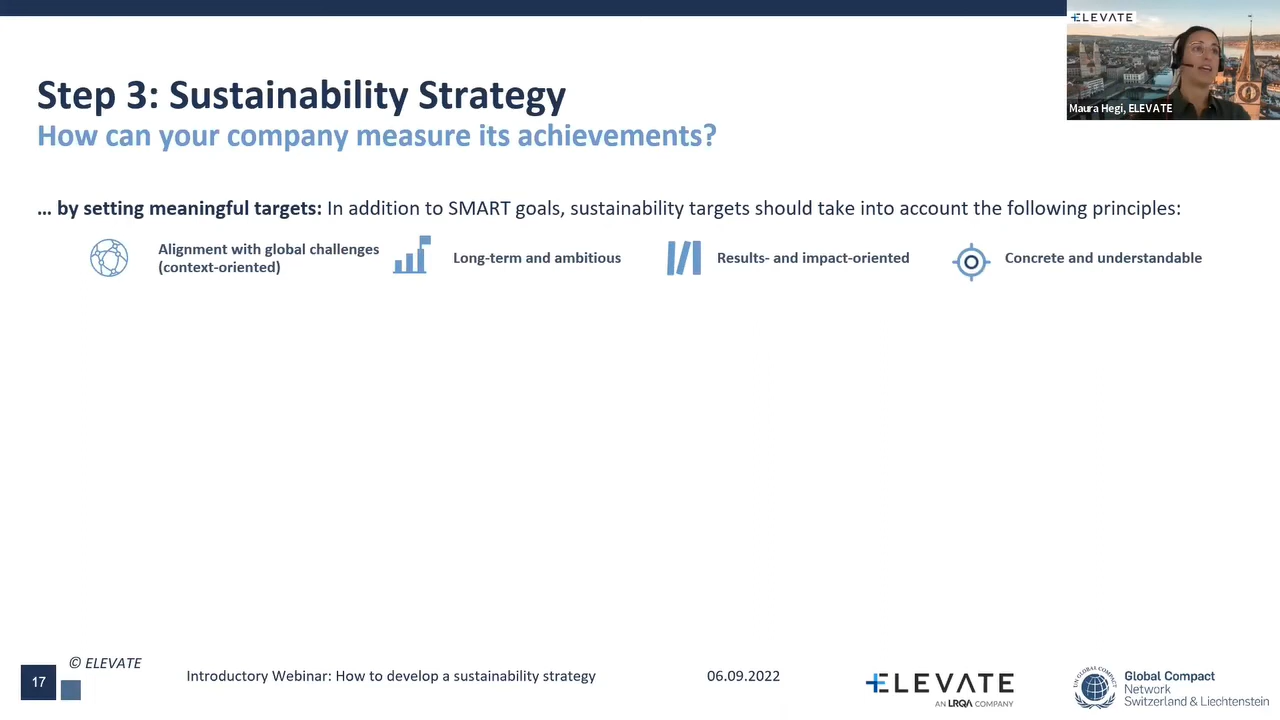 ELEVATE
Maura Hegi, ELEVATE
Step 3: Sustainability Strategy
How can your company measure its achievements?
... by setting meaningful targets: In addition to SMART goals, sustainability targets should take into account the following principles:
Alignment with global challenges
(context-oriented)
Long-term and ambitious
Results- and impact-oriented
Concrete and understandable
17
© ELEVATE
Introductory Webinar: How to develop a sustainability strategy
06.09.2022
ELEVATE
AN LRQA COMPANY
UN GLOBAL COMPACT
Global Compact
Network
Switzerland & Liechtenstein